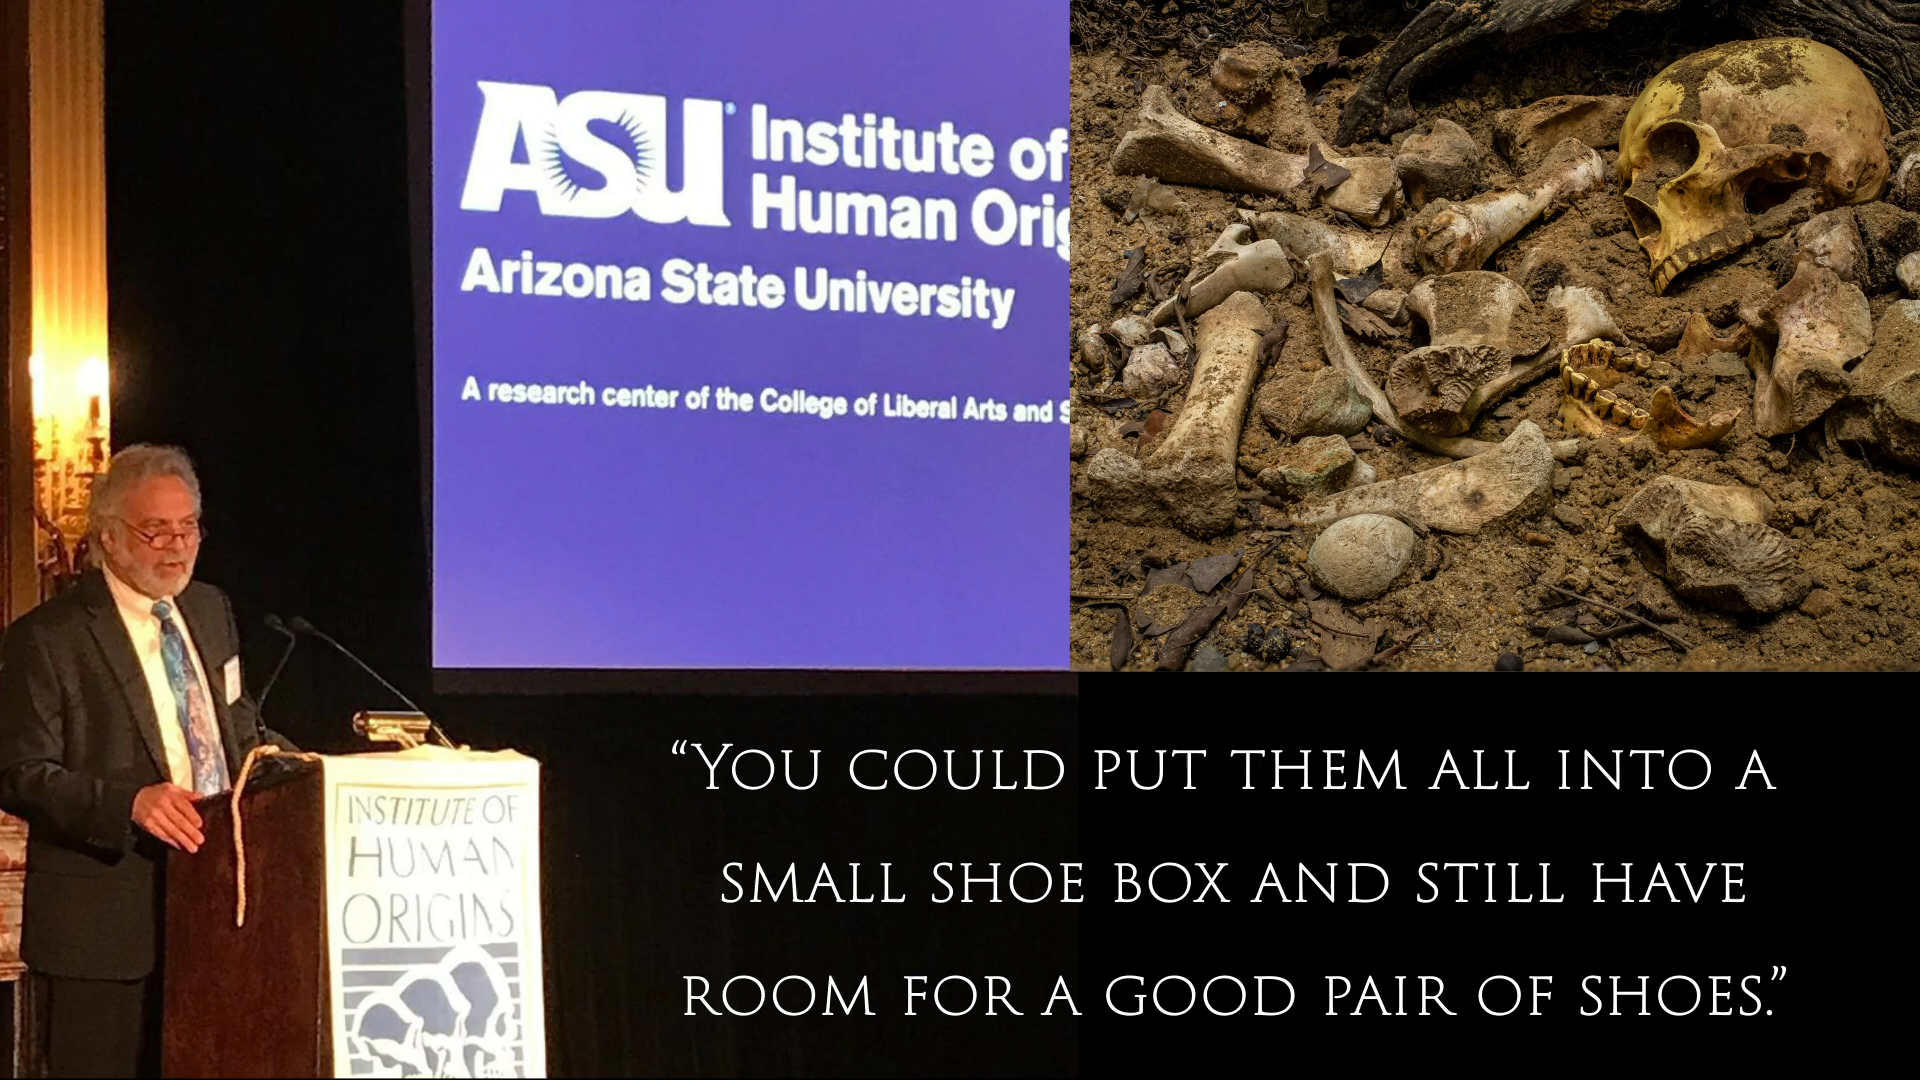 ASU
Institute of
Human Orig
Arizona State University
A research center of the College of Liberal Arts and S
INSTITUTE OF
HUMAN
ORIGINS
“You could put them all into a
small shoe box and still have
room for a good pair of shoes.”